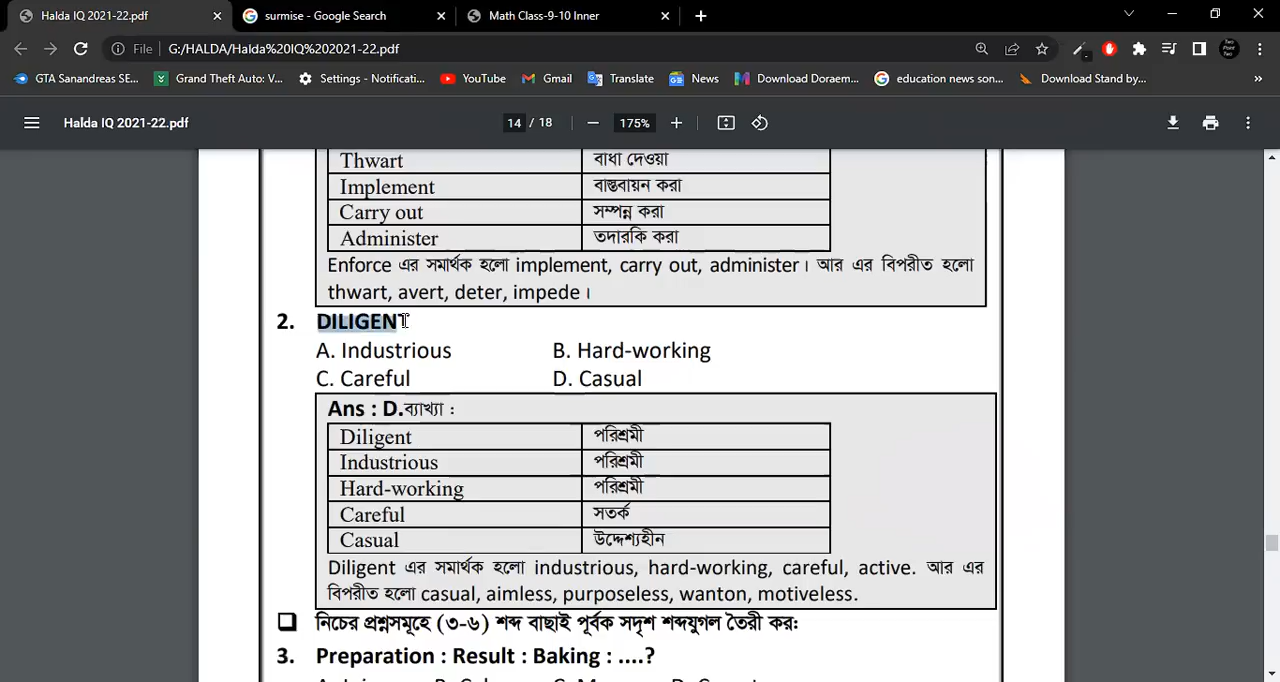 Halda IQ 2021-22.pdf
surmise - Google Search
Math Class-9-10 Inner
File G:/HALDA/Halda%20IQ%202021-22.pdf
GTA Sanandreas SE... Grand Theft Auto: V... Settings - Notificati... YouTube Gmail Translate News Download Doraem... education news son... Download Stand by... »
Halda IQ 2021-22.pdf 14 / 18 175%
Thwart বাধা দেওয়া
Implement বাস্তবায়ন করা
Carry out সম্পন্ন করা
Administer তদারকি করা
Enforce এর সমার্থক হলো implement, carry out, administer। আর এর বিপরীত হলো
thwart, avert, deter, impede।
2. DILIGENT
A. Industrious B. Hard-working
C. Careful D. Casual
Ans : D.ব্যাখ্যা :
Diligent পরিশ্রমী
Industrious পরিশ্রমী
Hard-working পরিশ্রমী
Careful সতর্ক
Casual উদ্দেশ্যহীন
Diligent এর সমার্থক হলো industrious, hard-working, careful, active. আর এর
বিপরীত হলো casual, aimless, purposeless, wanton, motiveless.
নিচের প্রশ্নসমূহে (৩-৬) শব্দ বাছাই পূর্বক সদৃশ শব্দযুগল তৈরী কর:
3. Preparation : Result : Baking : ....?